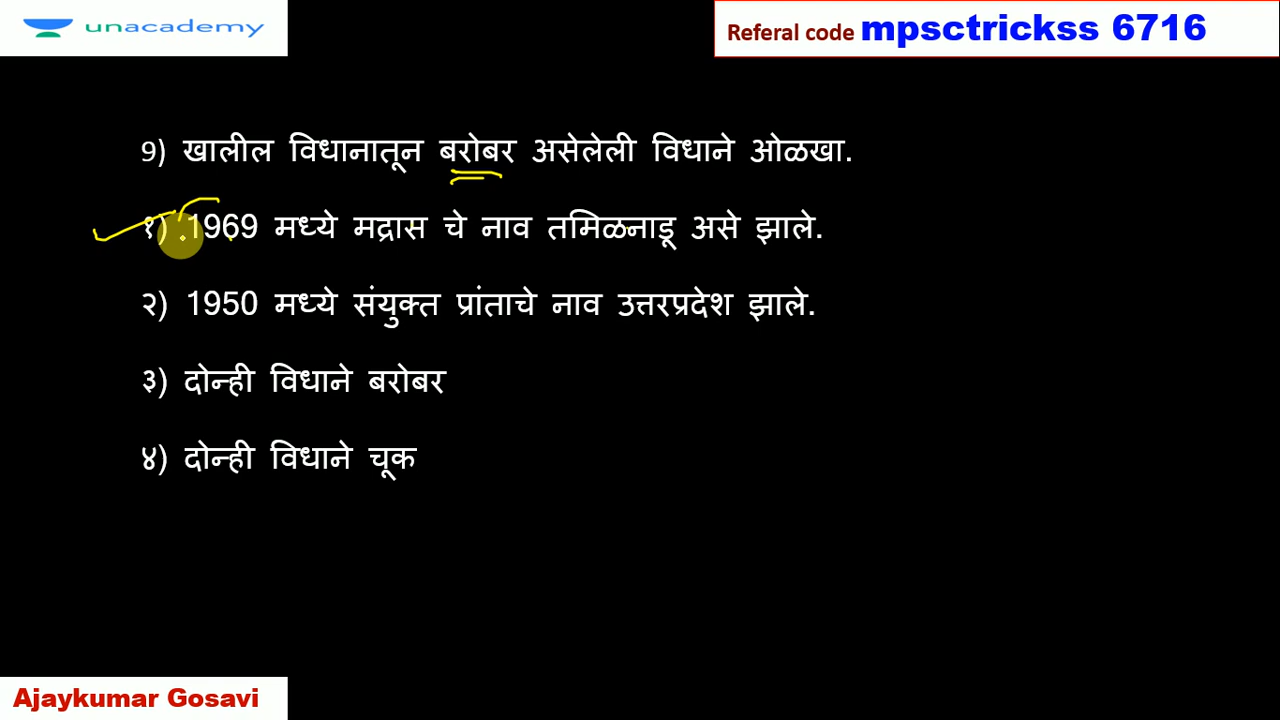 unacademy
Referal code mpsctrickss 6716
9) खालील विधानातून बरोबर असेलेली विधाने ओळखा.
१) 1969 मध्ये मद्रास चे नाव तमिळनाडू असे झाले.
२) 1950 मध्ये संयुक्त प्रांताचे नाव उत्तरप्रदेश झाले.
३) दोन्ही विधाने बरोबर
४) दोन्ही विधाने चूक
Ajaykumar Gosavi